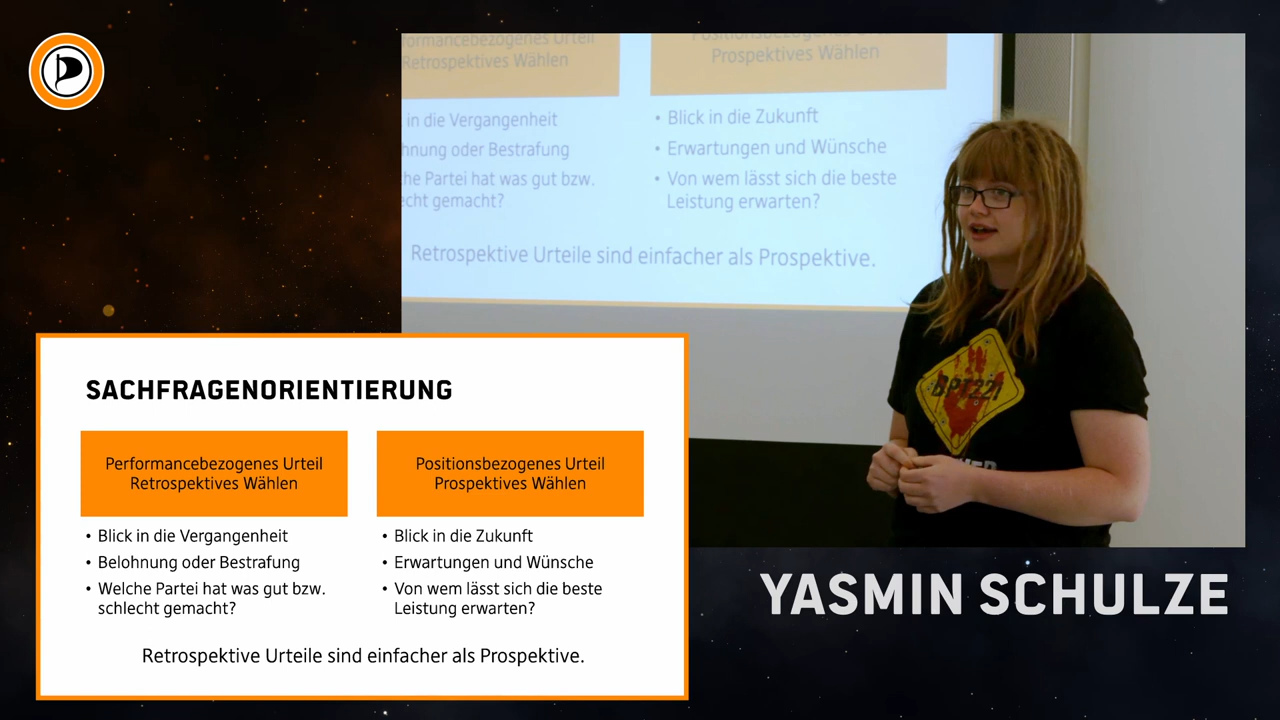 formancebezogenes Urteil
Retrospektives Wählen
Prospektives Wählen
in die Vergangenheit
hnung oder Bestrafung
he Partei hat was gut bzw.
cht gemacht?
• Blick in die Zukunft
• Erwartungen und Wünsche
• Von wem lässt sich die beste
Leistung erwarten?
Retrospektive Urteile sind einfacher als Prospektive.
BPT221
SACHFRAGENORIENTIERUNG
Performancebezogenes Urteil
Retrospektives Wählen
• Blick in die Vergangenheit
• Belohnung oder Bestrafung
• Welche Partei hat was gut bzw.
schlecht gemacht?
Positionsbezogenes Urteil
Prospektives Wählen
• Blick in die Zukunft
• Erwartungen und Wünsche
• Von wem lässt sich die beste
Leistung erwarten?
Retrospektive Urteile sind einfacher als Prospektive.
YASMIN SCHULZE